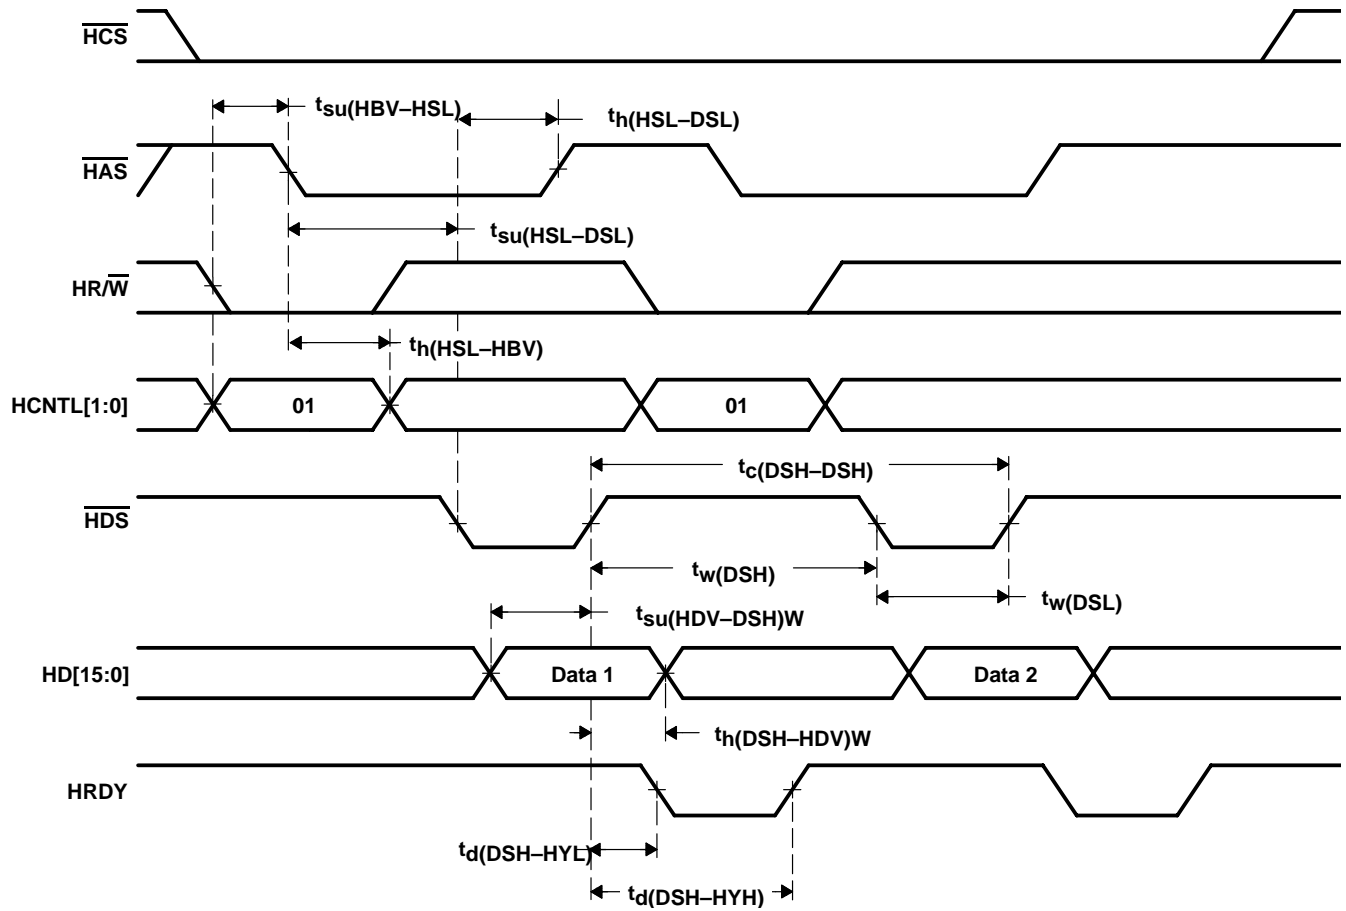 HCS
tsu(HBV–HSL)
th(HSL–DSL)
HAS
tsu(HSL–DSL)
HR/W
th(HSL–HBV)
HCNTL[1:0]
01
01
tc(DSH–DSH)
HDS
tw(DSH)
tw(DSL)
tsu(HDV–DSH)W
HD[15:0]
Data 1
Data 2
th(DSH–HDV)W
HRDY
td(DSH–HYL)
td(DSH–HYH)